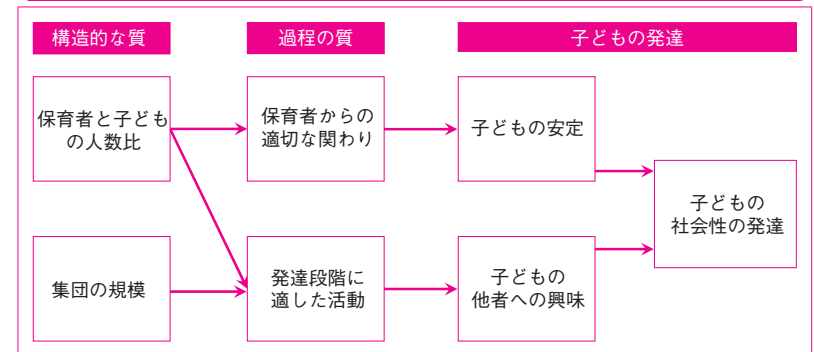 構造的な質
過程の質
子どもの発達
保育者と子ども
の人数比
保育者からの
適切な関わり
子どもの安定
子どもの
社会性の発達
集団の規模
発達段階に
適した活動
子どもの
他者への興味